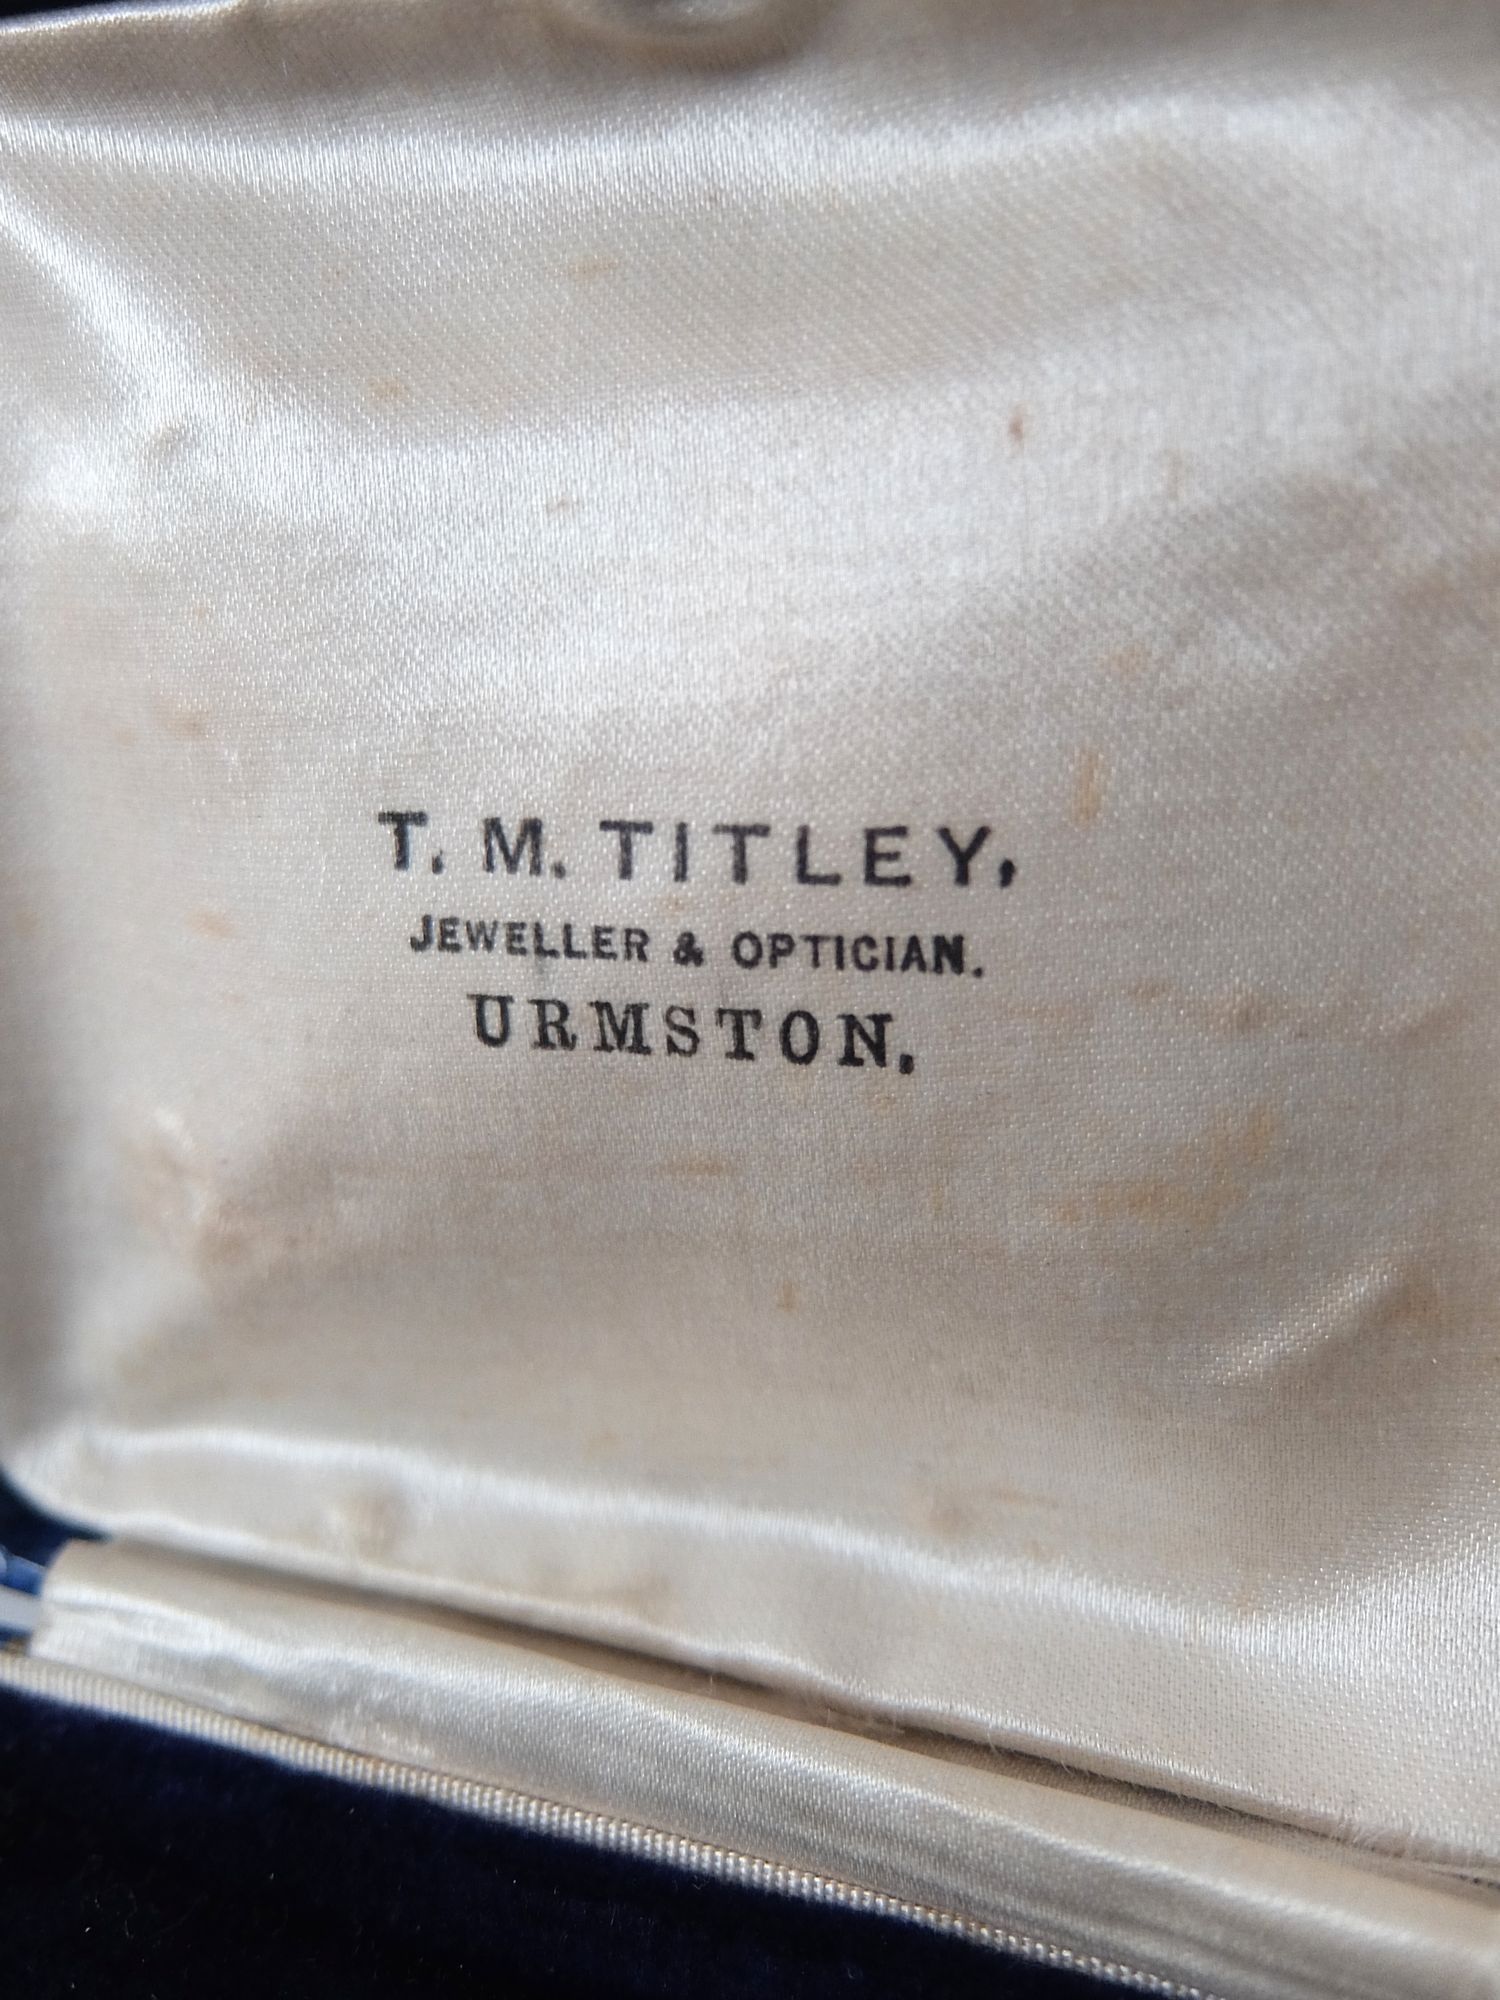 T. M. TITLEY,
JEWELLER & OPTICIAN.
URMSTON.